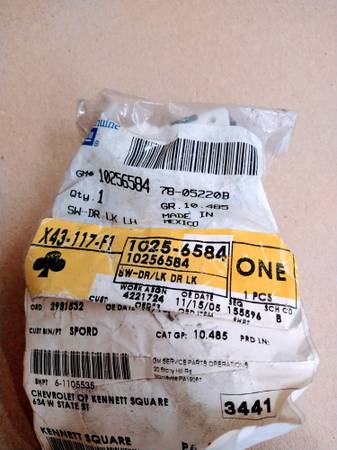 GM# 10256584 78-05220B
Qty. 1 GR. 10.485
SW-DR LK LH MADE IN
MEXICO
X43-117-F1
1025-6584
10256584
SW-DR/LK DR LK
ONE
1 PCS
WORK ASGN OE DATE SEQ SCH CD
CUST 4221724 11/15/05 155596 B
ORD 2981532
CUST BIN/PT SPORD CAT GP: 10.485 PRD LN:
GM SERVICE PARTS OPERATIONS
SHPT 6-1105535
CHEVROLET OF KENNETT SQUARE
634 W STATE ST
3441
KENNETT SQUARE